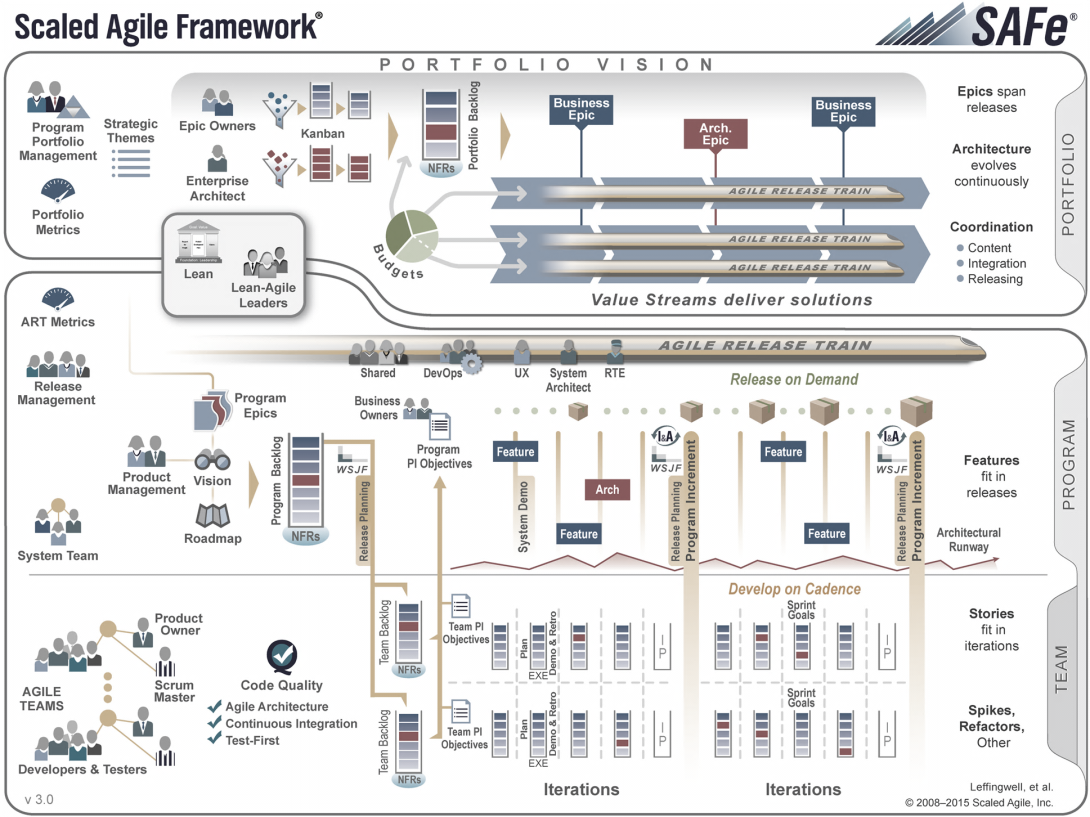 Scaled Agile Framework®
SAFe®
PORTFOLIO VISION
Program
Portfolio
Management
Strategic
Themes
Portfolio
Metrics
Epic Owners
Enterprise
Architect
Kanban
Portfolio Backlog
NFRs
Business
Epic
Arch.
Epic
Business
Epic
AGILE RELEASE TRAIN
AGILE RELEASE TRAIN
AGILE RELEASE TRAIN
Budgets
Value Streams deliver solutions
Epics span
releases
Architecture
evolves
continuously
Coordination
Content
Integration
Releasing
PORTFOLIO
Lean
Lean-Agile
Leaders
ART Metrics
Release
Management
Program
Epics
Product
Management
Vision
Roadmap
System Team
Program Backlog
NFRs
WSJF
Release Planning
AGILE RELEASE TRAIN
Shared
DevOps
UX
System
Architect
RTE
Release on Demand
Business
Owners
Program
PI Objectives
Feature
System Demo
Arch
Feature
I&A
WSJF
Release Planning
Program Increment
Feature
Feature
I&A
WSJF
Release Planning
Program Increment
Architectural
Runway
Features
fit in
releases
PROGRAM
Develop on Cadence
AGILE
TEAMS
Product
Owner
Scrum
Master
Developers & Testers
Code Quality
Agile Architecture
Continuous Integration
Test-First
Team Backlog
NFRs
Team PI
Objectives
Plan
EXE
Demo & Retro
I
P
Sprint
Goals
I
P
Team Backlog
NFRs
Team PI
Objectives
Plan
EXE
Demo & Retro
I
P
Sprint
Goals
I
P
Iterations
Iterations
Stories
fit in
iterations
Spikes,
Refactors,
Other
TEAM
v 3.0
Leffingwell, et al.
© 2008–2015 Scaled Agile, Inc.